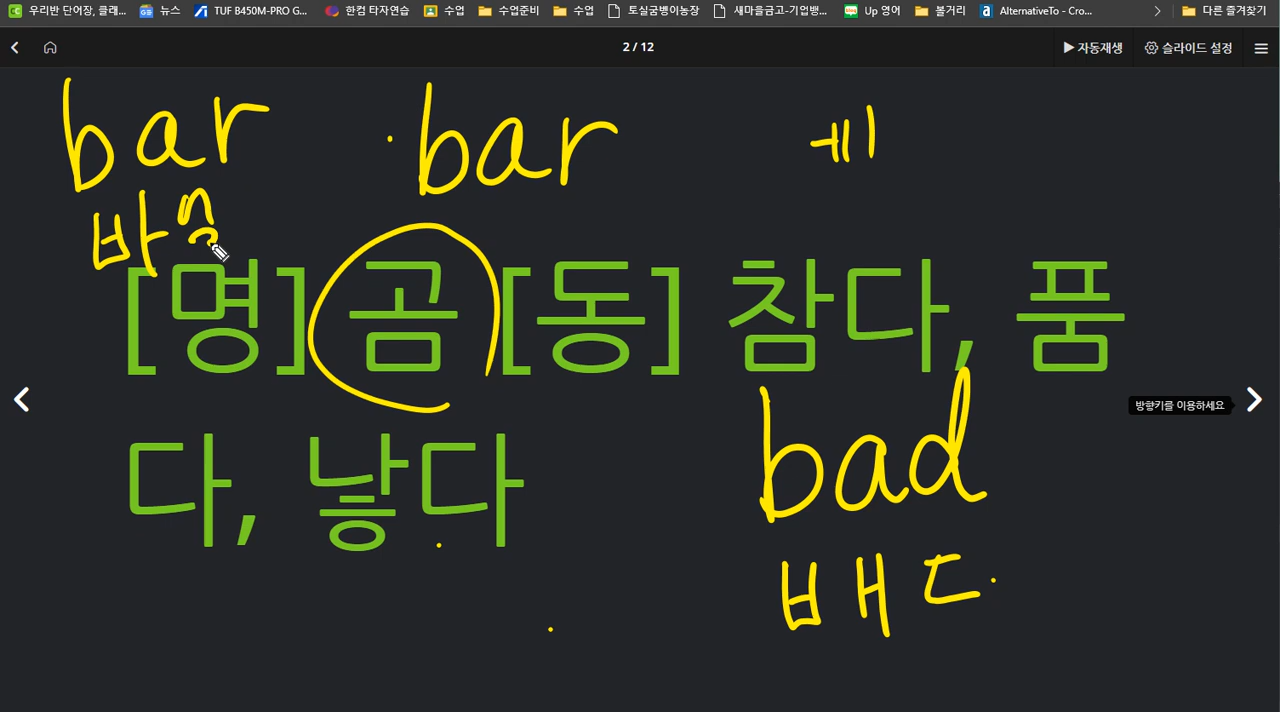 우리반 단어장, 클래... 뉴스 TUF B450M-PRO G... 한컴 타자연습 수업 수업준비 수업 토실굼벵이농장 새마을금고-기업뱅... Up 영어 볼거리 AlternativeTo - Cro... 다른 즐겨찾기
2 / 12 자동재생 슬라이드 설정
bar bar ㅔㅣ
바
[명] 곰 [동] 참다, 품
방향키를 이용하세요
다, 낳다
bad
배드